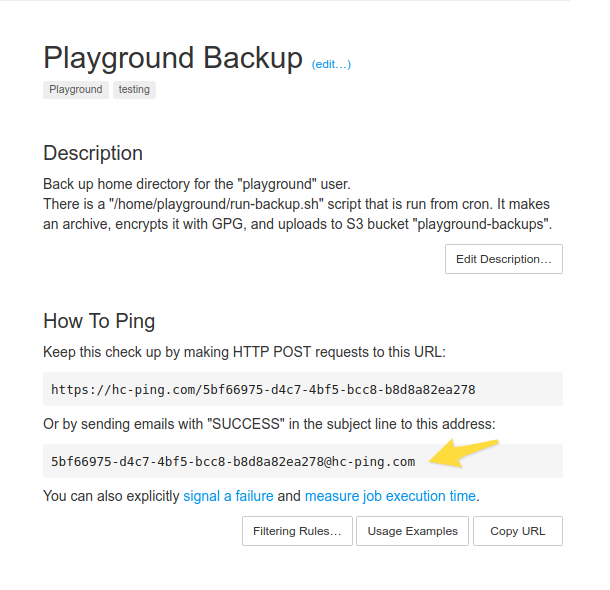 Playground Backup (edit…)
Playground testing
Description
Back up home directory for the "playground" user.
There is a "/home/playground/run-backup.sh" script that is run from cron. It makes
an archive, encrypts it with GPG, and uploads to S3 bucket "playground-backups".
Edit Description…
How To Ping
Keep this check up by making HTTP POST requests to this URL:
https://hc-ping.com/5bf66975-d4c7-4bf5-bcc8-b8d8a82ea278
Or by sending emails with "SUCCESS" in the subject line to this address:
5bf66975-d4c7-4bf5-bcc8-b8d8a82ea278@hc-ping.com
You can also explicitly signal a failure and measure job execution time.
Filtering Rules… Usage Examples Copy URL